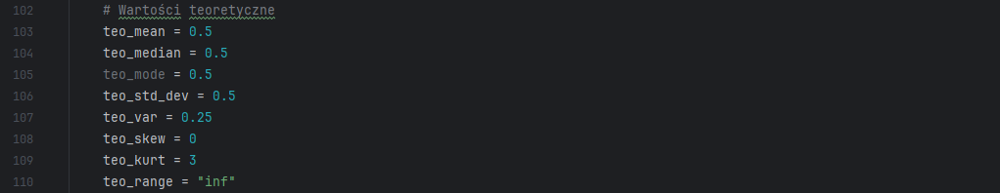 102 # Wartości teoretyczne
103 teo_mean = 0.5
104 teo_median = 0.5
105 teo_mode = 0.5
106 teo_std_dev = 0.5
107 teo_var = 0.25
108 teo_skew = 0
109 teo_kurt = 3
110 teo_range = "inf"